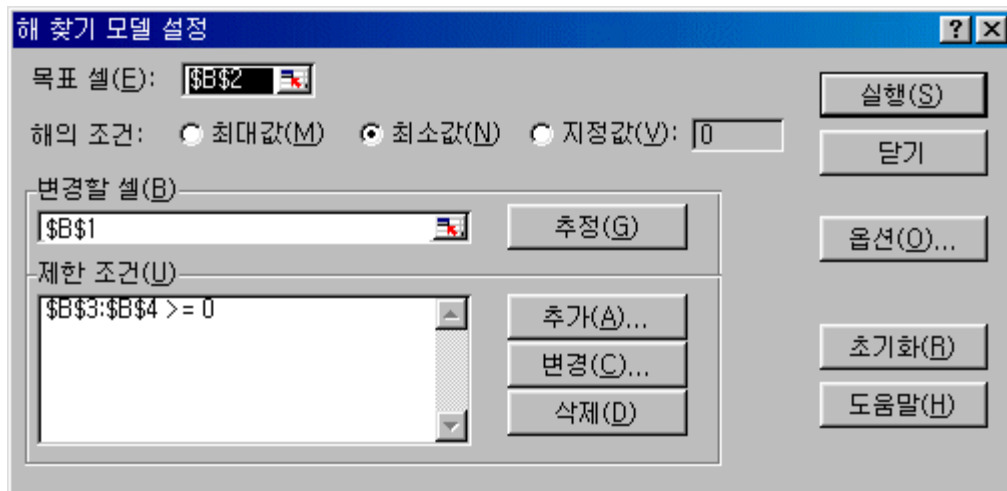 해 찾기 모델 설정
목표 셀(E): $B$2
실행(S)
해의 조건: 최대값(M) 최소값(N) 지정값(V): 0
닫기
변경할 셀(B)
$B$1 추정(G)
옵션(O)...
제한 조건(U)
$B$3:$B$4 >= 0
추가(A)...
변경(C)...
삭제(D)
초기화(R)
도움말(H)